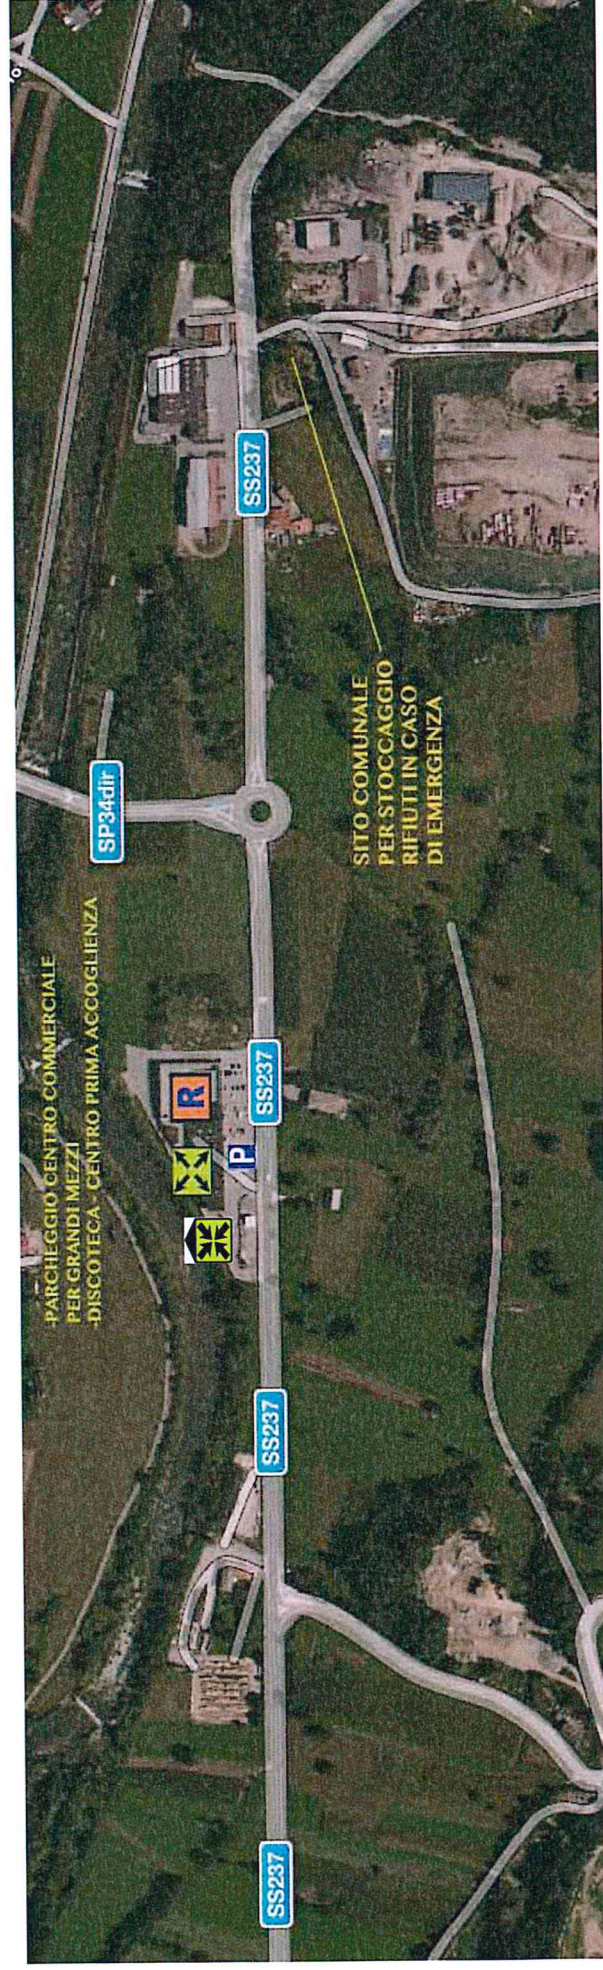 -PARCHEGGIO CENTRO COMMERCIALE
PER GRANDI MEZZI
-DISCOTECA - CENTRO PRIMA ACCOGLIENZA
SP34dir
R
P
SS237
SS237
SS237
SS237
SITO COMUNALE
PER STOCCAGGIO
RIFIUTI IN CASO
DI EMERGENZA